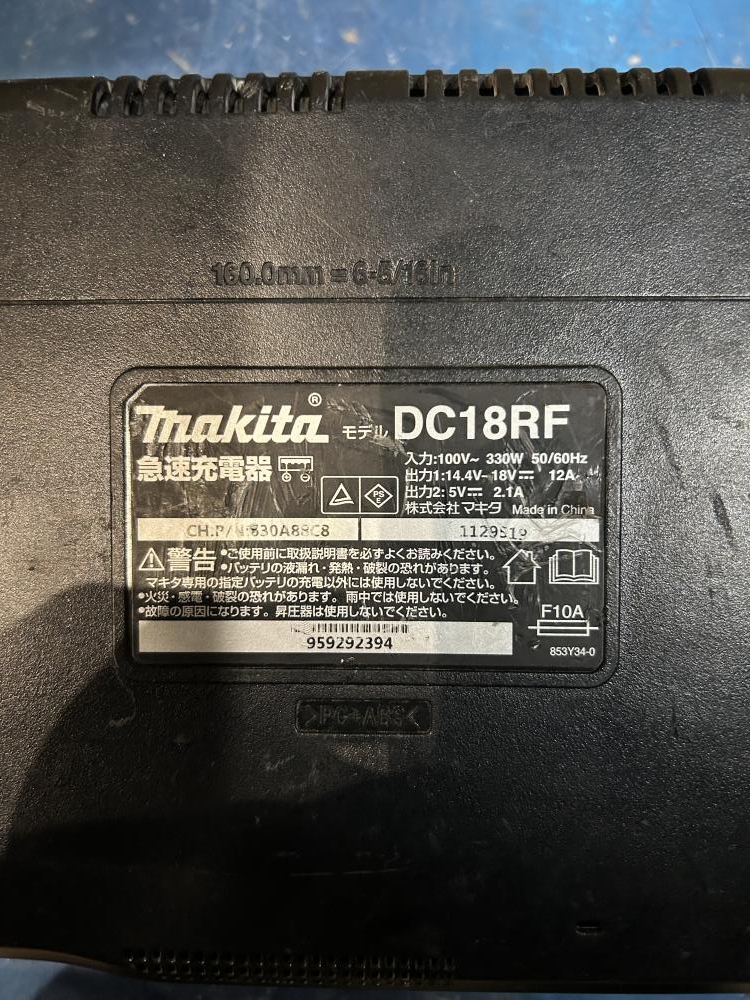 160.0mm = 6-5/16in
makita® モデル DC18RF
急速充電器
入力:100V~ 330W 50/60Hz
出力1:14.4V⎓18V⎓ 12A
出力2:5V⎓ 2.1A
株式会社マキタ Made in China
PSE
CH.P/N:830A88C8 1129519
警告
•ご使用前に取扱説明書を必ずよくお読みください。
•バッテリの液漏れ・発熱・破裂の恐れがあります。
マキタ専用の指定バッテリの充電以外には使用しないでください。
•火災・感電・破裂の恐れがあります。雨中では使用しないでください。
•故障の原因になります。昇圧器は使用しないでください。
F10A
959292394
853Y34-0
>PC+ABS<